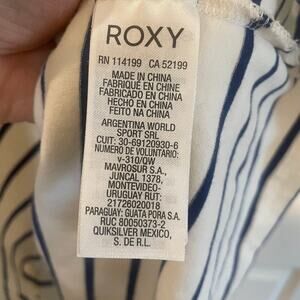 ROXY
RN 114199 CA 52199
MADE IN CHINA
FABRIQUÉ EN CHINE
FABRICADO EN CHINA
HECHO EN CHINA
FEITO NA CHINA
ARGENTINA WORLD
SPORT SRL
CUIT: 30-69120930-6
NUMERO DE VOLUNTARIO:
v-310/QW
MAVROSUR S.A.,
JUNCAL 1378,
MONTEVIDEO-
URUGUAY RUT:
21726020018
PARAGUAY: GUATA PORA S.A.
RUC 80050373-2
QUIKSILVER MEXICO,
S. DE R.L.